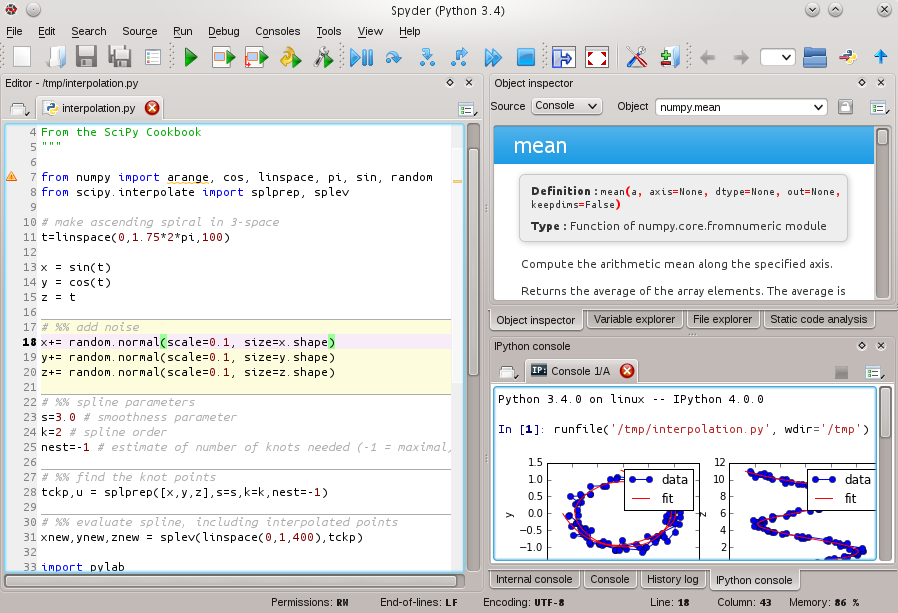 Spyder (Python 3.4)
File Edit Search Source Run Debug Consoles Tools View Help
Editor - /tmp/interpolation.py
interpolation.py
4 From the SciPy Cookbook
5 """
6
7 from numpy import arange, cos, linspace, pi, sin, random
8 from scipy.interpolate import splprep, splev
9
10 # make ascending spiral in 3-space
11 t=linspace(0,1.75*2*pi,100)
12
13 x = sin(t)
14 y = cos(t)
15 z = t
16
17 # %% add noise
18 x+= random.normal(scale=0.1, size=x.shape)
19 y+= random.normal(scale=0.1, size=y.shape)
20 z+= random.normal(scale=0.1, size=z.shape)
21
22 # %% spline parameters
23 s=3.0 # smoothness parameter
24 k=2 # spline order
25 nest=-1 # estimate of number of knots needed (-1 = maximal,
26
27 # %% find the knot points
28 tckp,u = splprep([x,y,z],s=s,k=k,nest=-1)
29
30 # %% evaluate spline, including interpolated points
31 xnew,ynew,znew = splev(linspace(0,1,400),tckp)
32
33 import pylab
Object inspector
Source Console Object numpy.mean
mean
Definition : mean(a, axis=None, dtype=None, out=None,
keepdims=False)
Type : Function of numpy.core.fromnumeric module
Compute the arithmetic mean along the specified axis.
Returns the average of the array elements. The average is
Object inspector Variable explorer File explorer Static code analysis
IPython console
IP: Console 1/A
Python 3.4.0 on linux -- IPython 4.0.0
In [1]: runfile('/tmp/interpolation.py', wdir='/tmp')
1.5
1.0
0.5
0.0
−0.5
−1.0
y
data
fit
12
10
8
6
4
2
z
data
fit
Internal console Console History log IPython console
Permissions: RW End-of-lines: LF Encoding: UTF-8 Line: 18 Column: 43 Memory: 86 %